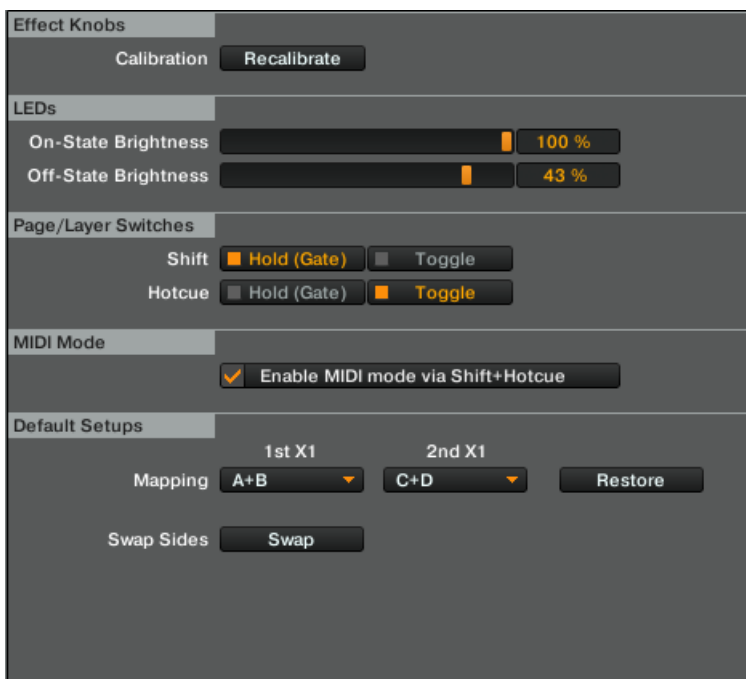 Effect Knobs
Calibration Recalibrate
LEDs
On-State Brightness 100 %
Off-State Brightness 43 %
Page/Layer Switches
Shift Hold (Gate) Toggle
Hotcue Hold (Gate) Toggle
MIDI Mode
Enable MIDI mode via Shift+Hotcue
Default Setups
1st X1 2nd X1
Mapping A+B C+D Restore
Swap Sides Swap